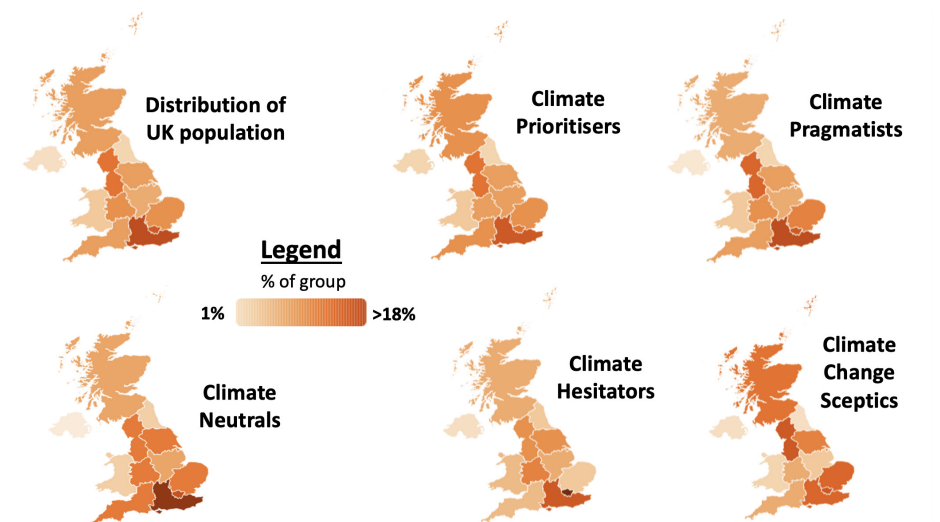 Distribution of
UK population
Climate
Prioritisers
Climate
Pragmatists
Legend
% of group
1%
>18%
Climate
Neutrals
Climate
Hesitators
Climate
Change
Sceptics